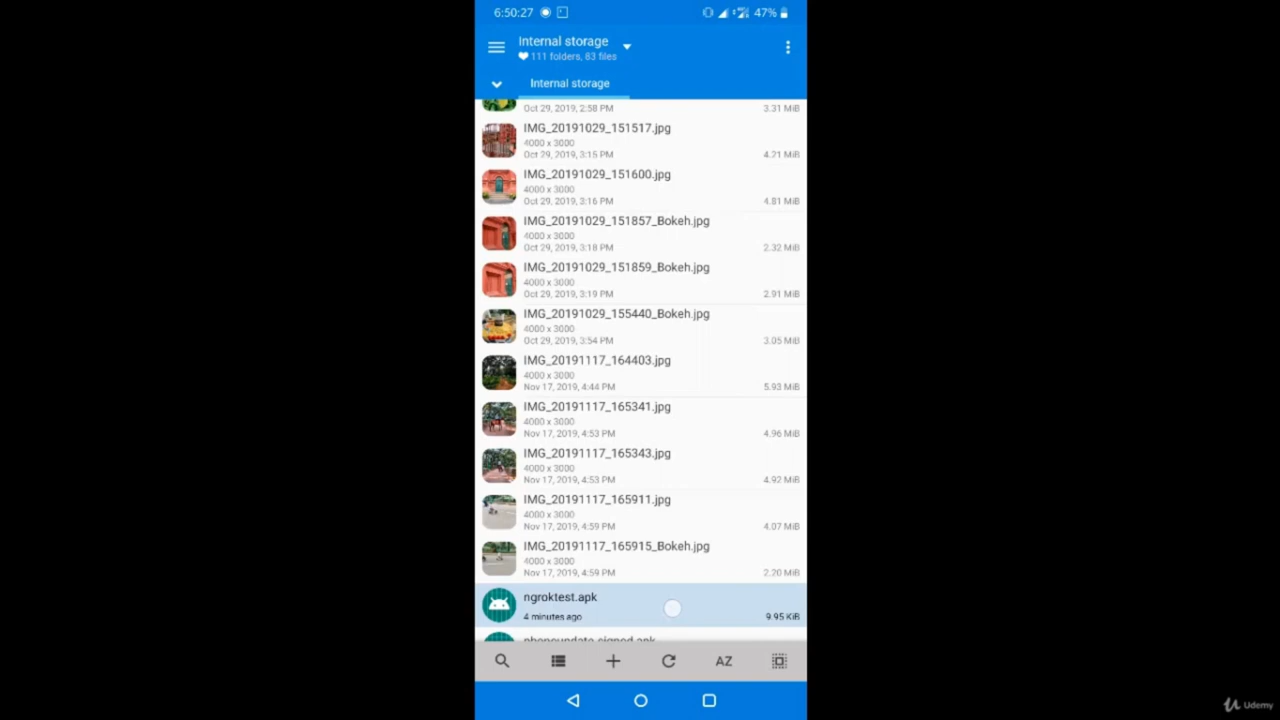 6:50:27
47%
Internal storage
111 folders, 83 files
Internal storage
Oct 29, 2019, 2:58 PM
3.31 MiB
IMG_20191029_151517.jpg
4000 x 3000
Oct 29, 2019, 3:15 PM
4.21 MiB
IMG_20191029_151600.jpg
4000 x 3000
Oct 29, 2019, 3:16 PM
4.81 MiB
IMG_20191029_151857_Bokeh.jpg
4000 x 3000
Oct 29, 2019, 3:18 PM
2.32 MiB
IMG_20191029_151859_Bokeh.jpg
4000 x 3000
Oct 29, 2019, 3:19 PM
2.91 MiB
IMG_20191029_155440_Bokeh.jpg
4000 x 3000
Oct 29, 2019, 3:54 PM
3.05 MiB
IMG_20191117_164403.jpg
4000 x 3000
Nov 17, 2019, 4:44 PM
5.93 MiB
IMG_20191117_165341.jpg
4000 x 3000
Nov 17, 2019, 4:53 PM
4.96 MiB
IMG_20191117_165343.jpg
4000 x 3000
Nov 17, 2019, 4:53 PM
4.92 MiB
IMG_20191117_165911.jpg
4000 x 3000
Nov 17, 2019, 4:59 PM
4.07 MiB
IMG_20191117_165915_Bokeh.jpg
4000 x 3000
Nov 17, 2019, 4:59 PM
2.20 MiB
ngroktest.apk
4 minutes ago
9.95 KiB
AZ
Udemy